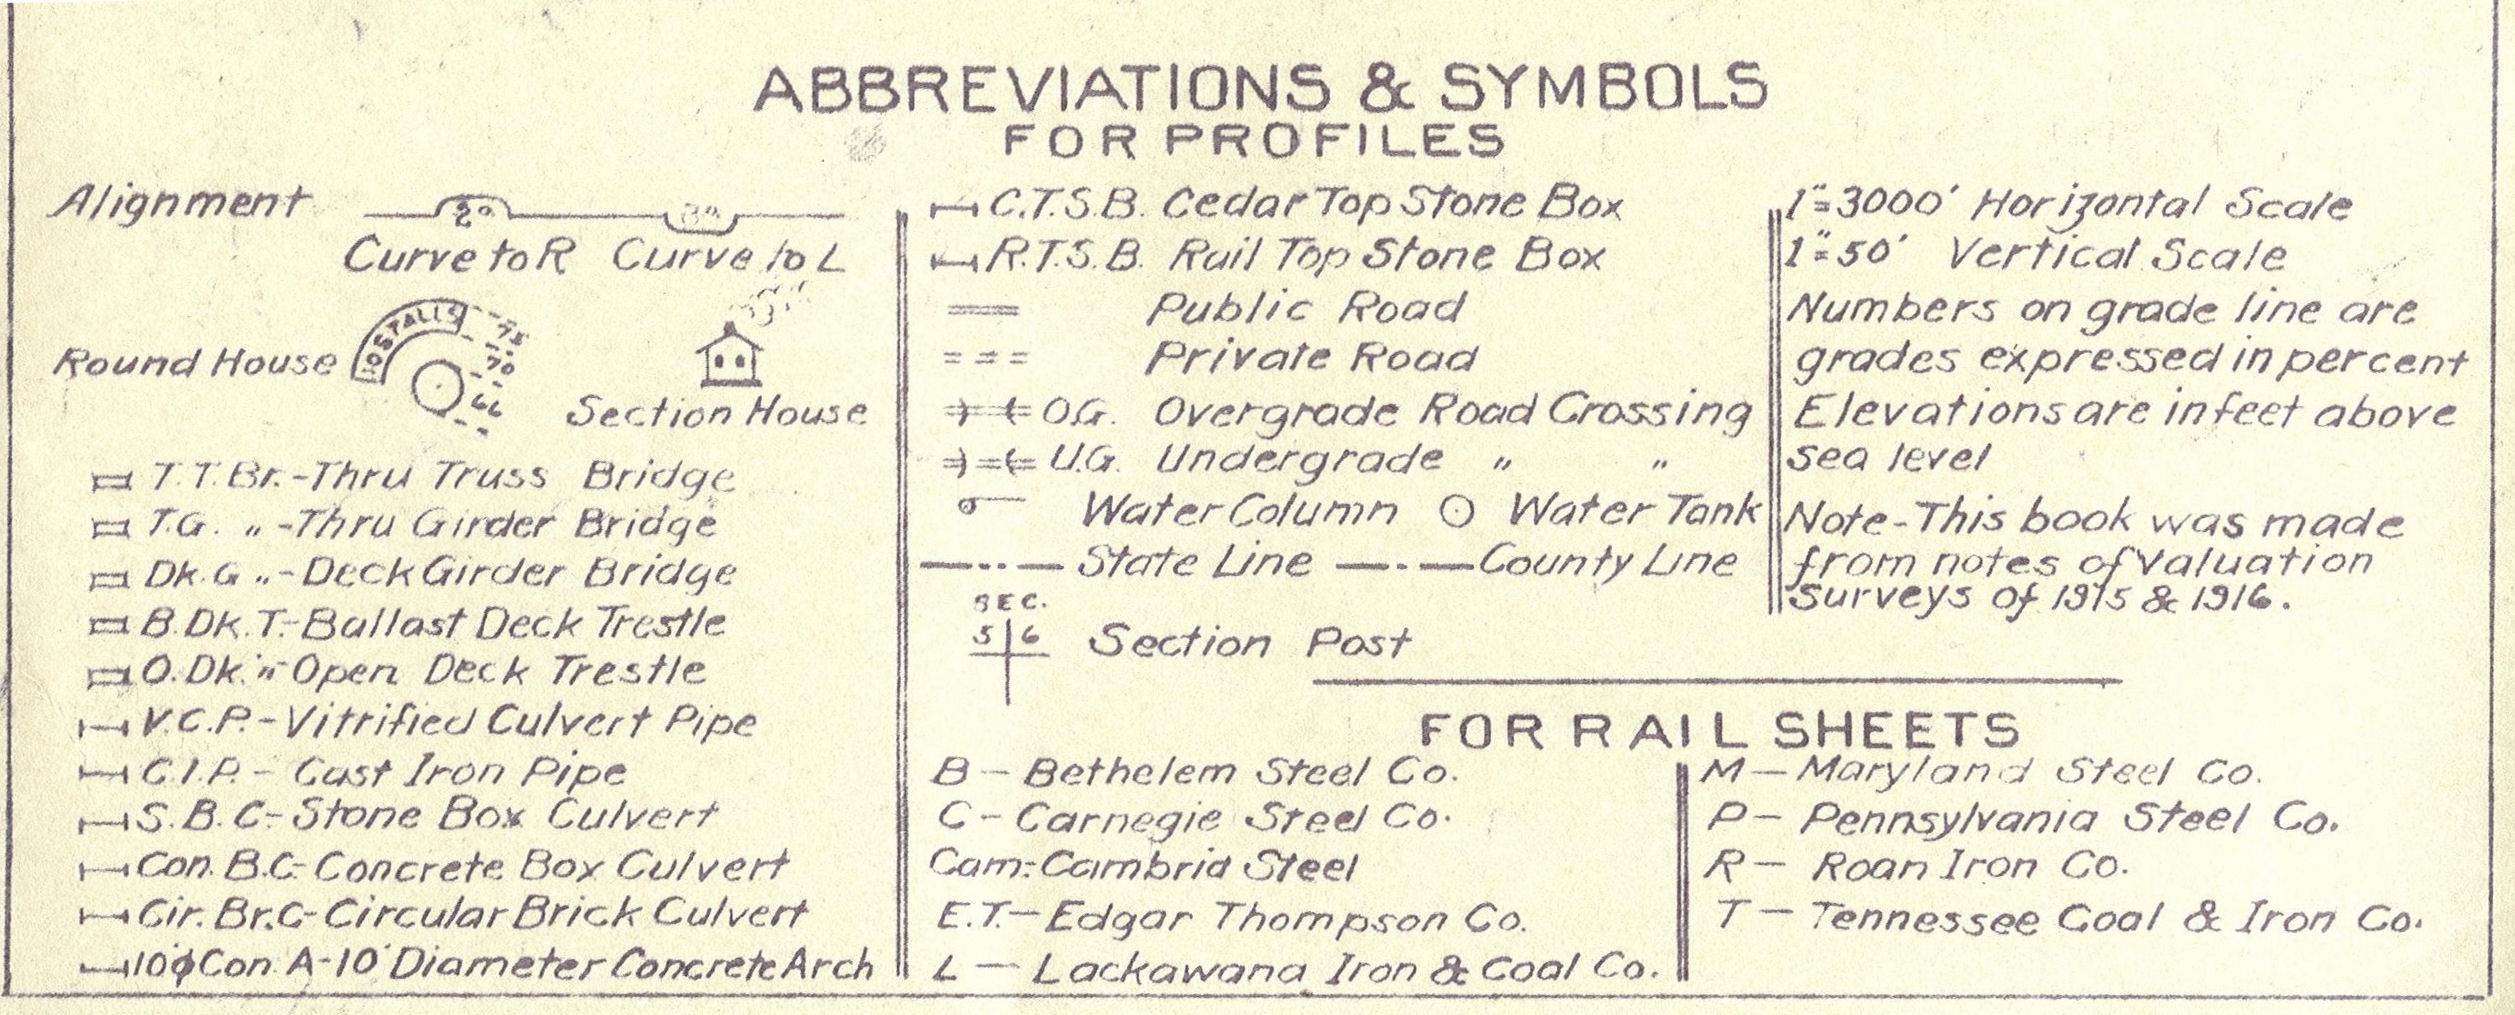 ABBREVIATIONS & SYMBOLS
FOR PROFILES
Alignment 2° 3°
Curve to R Curve to L
Round House 10 STALLS 75 70 66
Section House
T.T. Br.-Thru Truss Bridge
T.G. „ -Thru Girder Bridge
Dk. G „-Deck Girder Bridge
B. Dk. T.-Ballast Deck Trestle
O. Dk. „-Open Deck Trestle
V.C.P.-Vitrified Culvert Pipe
C.I.P.- Cast Iron Pipe
S.B.C.-Stone Box Culvert
Con. B.C.-Concrete Box Culvert
Cir. Br. C-Circular Brick Culvert
10'ϕ Con. A-10' Diameter Concrete Arch
C.T.S.B. Cedar Top Stone Box
R.T.S.B. Rail Top Stone Box
Public Road
Private Road
O.G. Overgrade Road Crossing
U.G. Undergrade „ „
Water Column Water Tank
State Line County Line
SEC.
5 6 Section Post
1"=3000' Horizontal Scale
1"=50' Vertical Scale
Numbers on grade line are
grades expressed in percent
Elevations are in feet above
sea level
Note-This book was made
from notes of Valuation
Surveys of 1915 & 1916.
FOR RAIL SHEETS
B - Bethelem Steel Co.
C - Carnegie Steel Co.
Cam.-Cambria Steel
E.T.- Edgar Thompson Co.
L - Lackawana Iron & Coal Co.
M - Maryland Steel Co.
P - Pennsylvania Steel Co.
R - Roan Iron Co.
T - Tennessee Coal & Iron Co.